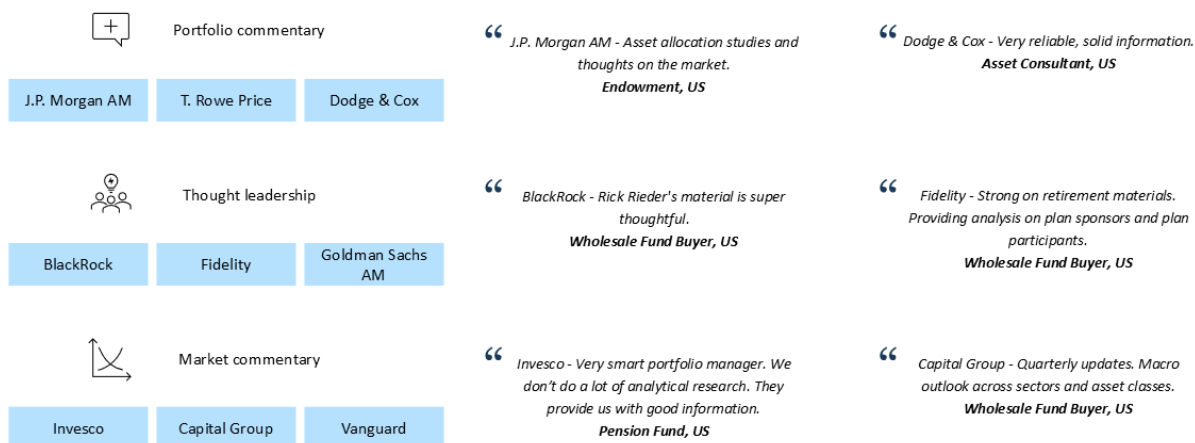 Portfolio commentary
J.P. Morgan AM
T. Rowe Price
Dodge & Cox
“ J.P. Morgan AM - Asset allocation studies and
thoughts on the market.
Endowment, US
“ Dodge & Cox - Very reliable, solid information.
Asset Consultant, US
Thought leadership
BlackRock
Fidelity
Goldman Sachs
AM
“ BlackRock - Rick Rieder's material is super
thoughtful.
Wholesale Fund Buyer, US
“ Fidelity - Strong on retirement materials.
Providing analysis on plan sponsors and plan
participants.
Wholesale Fund Buyer, US
Market commentary
Invesco
Capital Group
Vanguard
“ Invesco - Very smart portfolio manager. We
don’t do a lot of analytical research. They
provide us with good information.
Pension Fund, US
“ Capital Group - Quarterly updates. Macro
outlook across sectors and asset classes.
Wholesale Fund Buyer, US